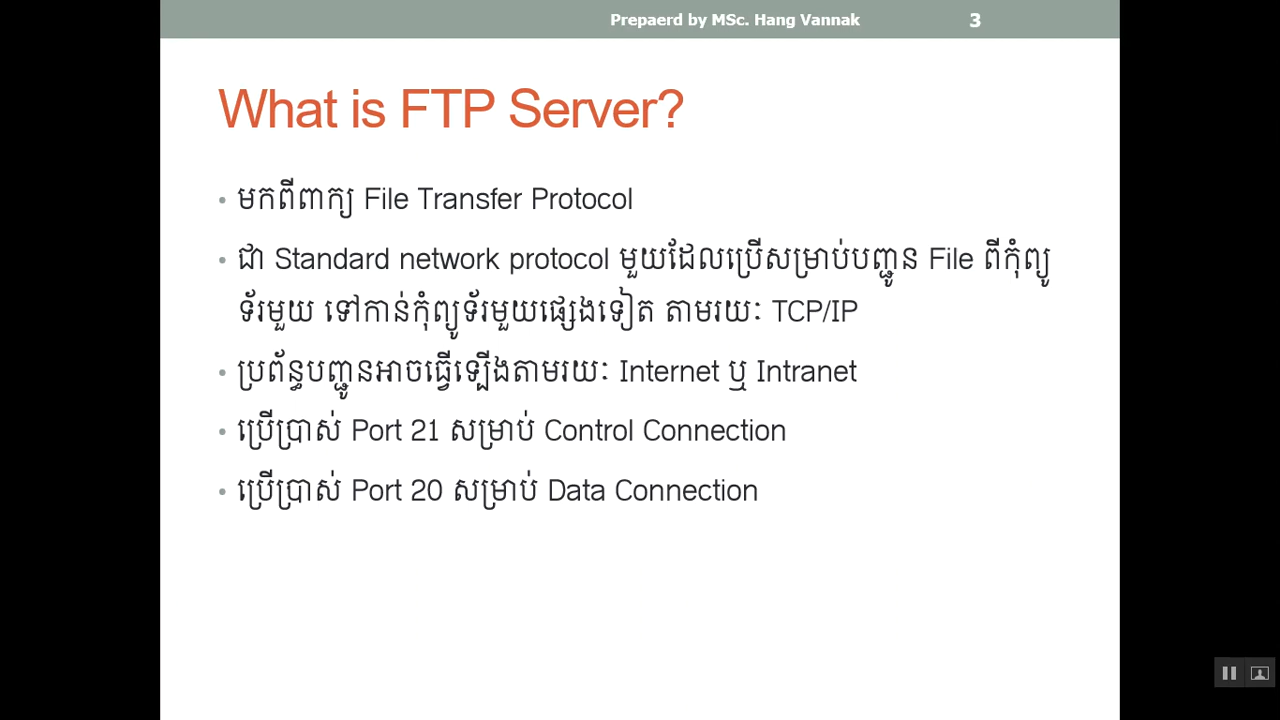 Prepaerd by MSc. Hang Vannak 3
What is FTP Server?
• មកពីពាក្យ File Transfer Protocol
• ជា Standard network protocol មួយដែលប្រើសម្រាប់បញ្ជូន File ពីកុំព្យូ
ទ័រមួយ ទៅកាន់កុំព្យូទ័រមួយផ្សេងទៀត តាមរយៈ TCP/IP
• ប្រព័ន្ធបញ្ជូនអាចធ្វើទ្បើងតាមរយៈ Internet ឬ Intranet
• ប្រើប្រាស់ Port 21 សម្រាប់ Control Connection
• ប្រើប្រាស់ Port 20 សម្រាប់ Data Connection